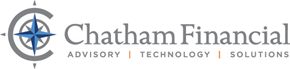 Chatham Financial
ADVISORY | TECHNOLOGY | SOLUTIONS